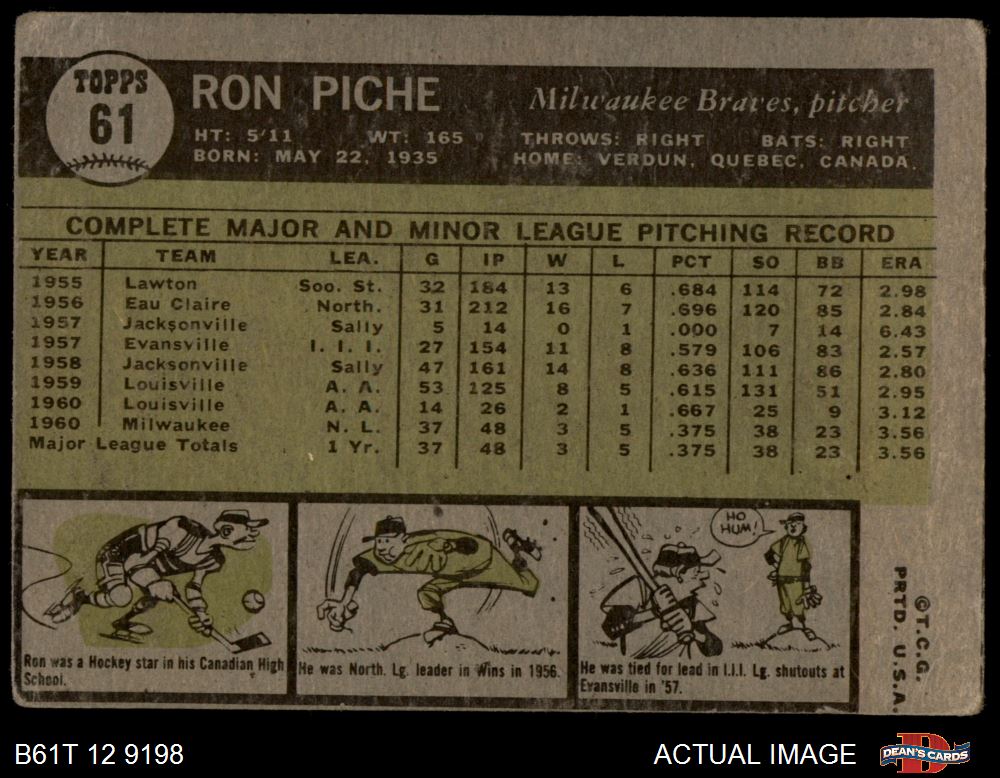 TOPPS
61
RON PICHE
Milwaukee Braves, pitcher
HT: 5'11 WT: 165 THROWS: RIGHT BATS: RIGHT
BORN: MAY 22, 1935 HOME: VERDUN, QUEBEC, CANADA.
COMPLETE MAJOR AND MINOR LEAGUE PITCHING RECORD
YEAR TEAM LEA. G IP W L PCT SO BB ERA
1955 Lawton Soo. St. 32 184 13 6 .684 114 72 2.98
1956 Eau Claire North. 31 212 16 7 .696 120 85 2.84
1957 Jacksonville Sally 5 14 0 1 .000 7 14 6.43
1957 Evansville I. I. I. 27 154 11 8 .579 106 83 2.57
1958 Jacksonville Sally 47 161 14 8 .636 111 86 2.80
1959 Louisville A. A. 53 125 8 5 .615 131 51 2.95
1960 Louisville A. A. 14 26 2 1 .667 25 9 3.12
1960 Milwaukee N. L. 37 48 3 5 .375 38 23 3.56
Major League Totals 1 Yr. 37 48 3 5 .375 38 23 3.56
Ron was a Hockey star in his Canadian High
School.
He was North. Lg. leader in Wins in 1956.
HO
HUM!
He was tied for lead in I.I.I. Lg. shutouts at
Evansville in '57.
©T.C.G.
PRTD. U.S.A.
B61T 12 9198
ACTUAL IMAGE
DEAN'S CARDS